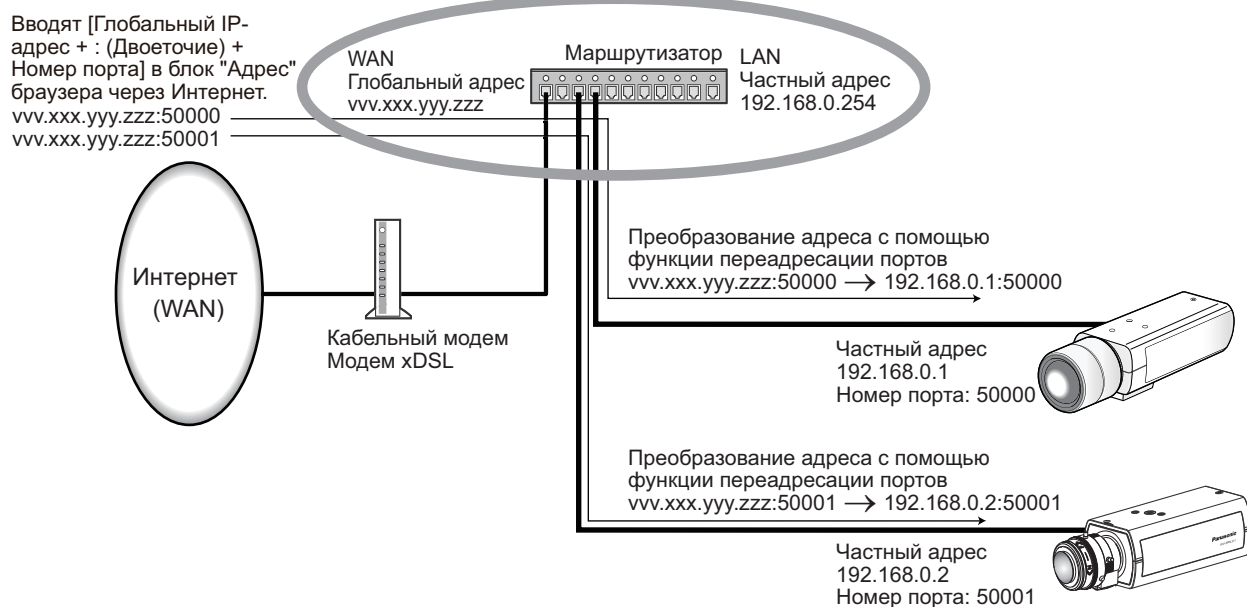 Вводят [Глобальный IP-
адрес + : (Двоеточие) +
Номер порта] в блок "Адрес"
браузера через Интернет.
vvv.xxx.yyy.zzz:50000
vvv.xxx.yyy.zzz:50001
WAN
Глобальный адрес
vvv.xxx.yyy.zzz
Маршрутизатор
LAN
Частный адрес
192.168.0.254
Интернет
(WAN)
Кабельный модем
Модем xDSL
Преобразование адреса с помощью
функции переадресации портов
vvv.xxx.yyy.zzz:50000 → 192.168.0.1:50000
Частный адрес
192.168.0.1
Номер порта: 50000
Преобразование адреса с помощью
функции переадресации портов
vvv.xxx.yyy.zzz:50001 → 192.168.0.2:50001
Частный адрес
192.168.0.2
Номер порта: 50001
Panasonic